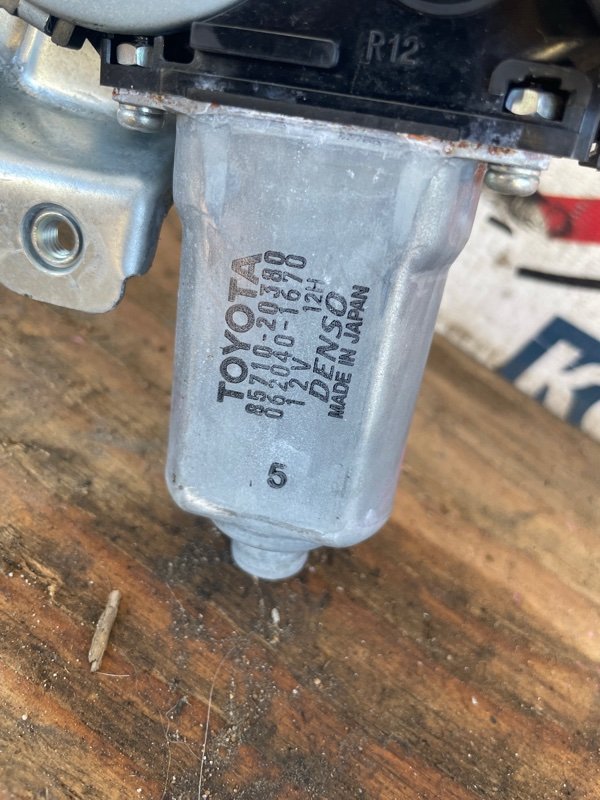 R12
TOYOTA
85710-20380
062040-1670
12V 12H
DENSO
MADE IN JAPAN
5